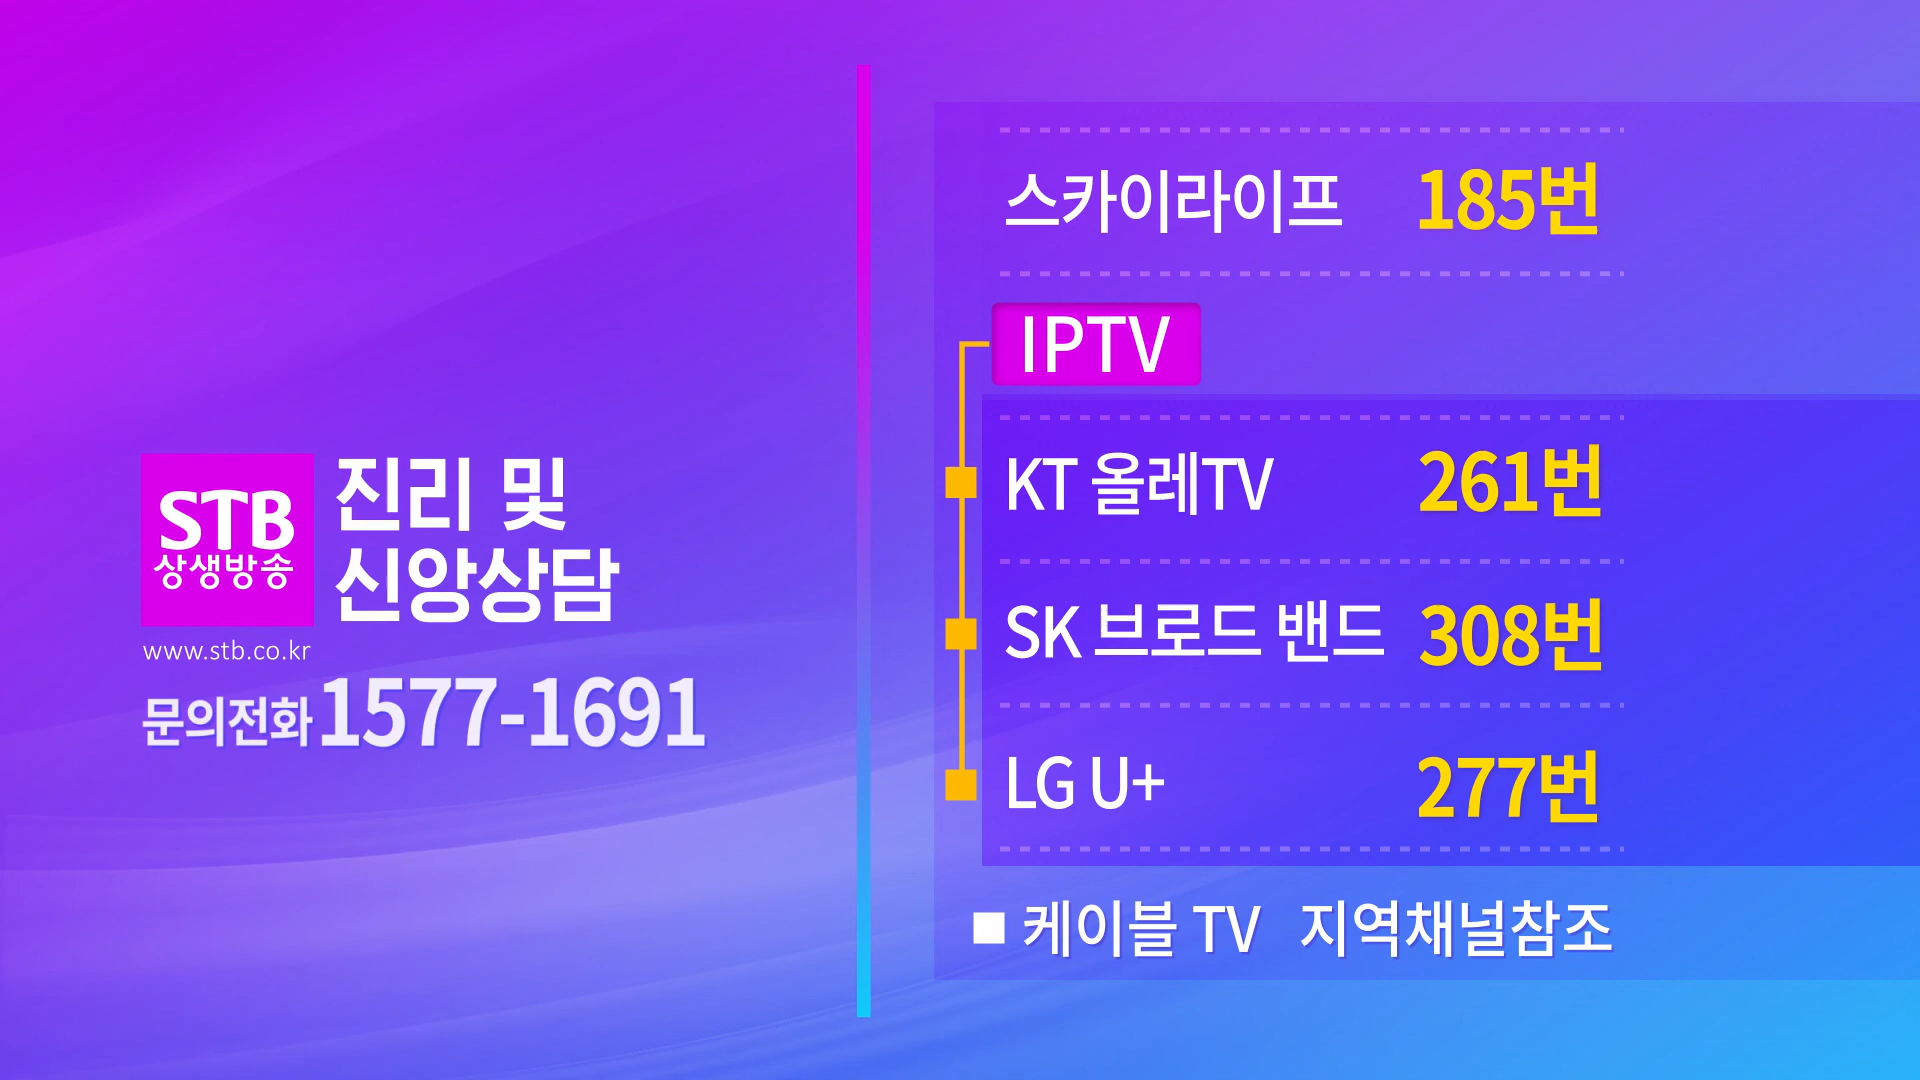 STB
상생방송
www.stb.co.kr
진리 및
신앙상담
문의전화 1577-1691
스카이라이프 185번
IPTV
KT 올레TV 261번
SK 브로드 밴드 308번
LG U+ 277번
■ 케이블 TV 지역채널참조